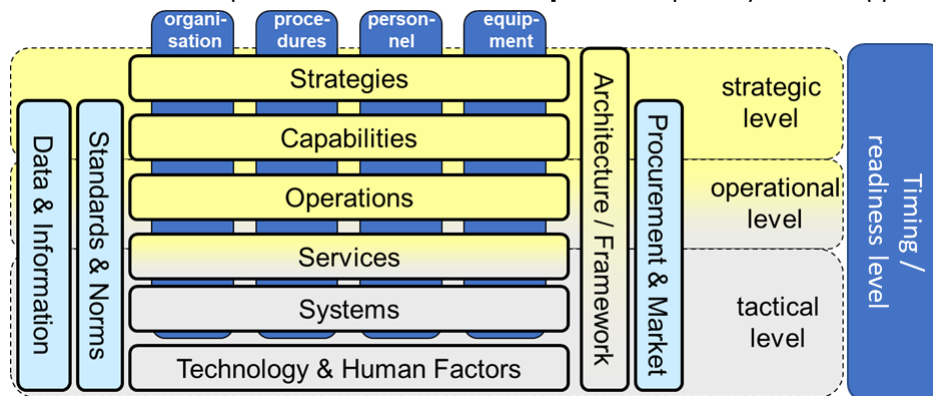 organi-
sation
proce-
dures
person-
nel
equip-
ment
Strategies
Capabilities
Operations
Services
Systems
Technology & Human Factors
Data & Information
Standards & Norms
Architecture / Framework
Procurement & Market
strategic
level
operational
level
tactical
level
Timing /
readiness level